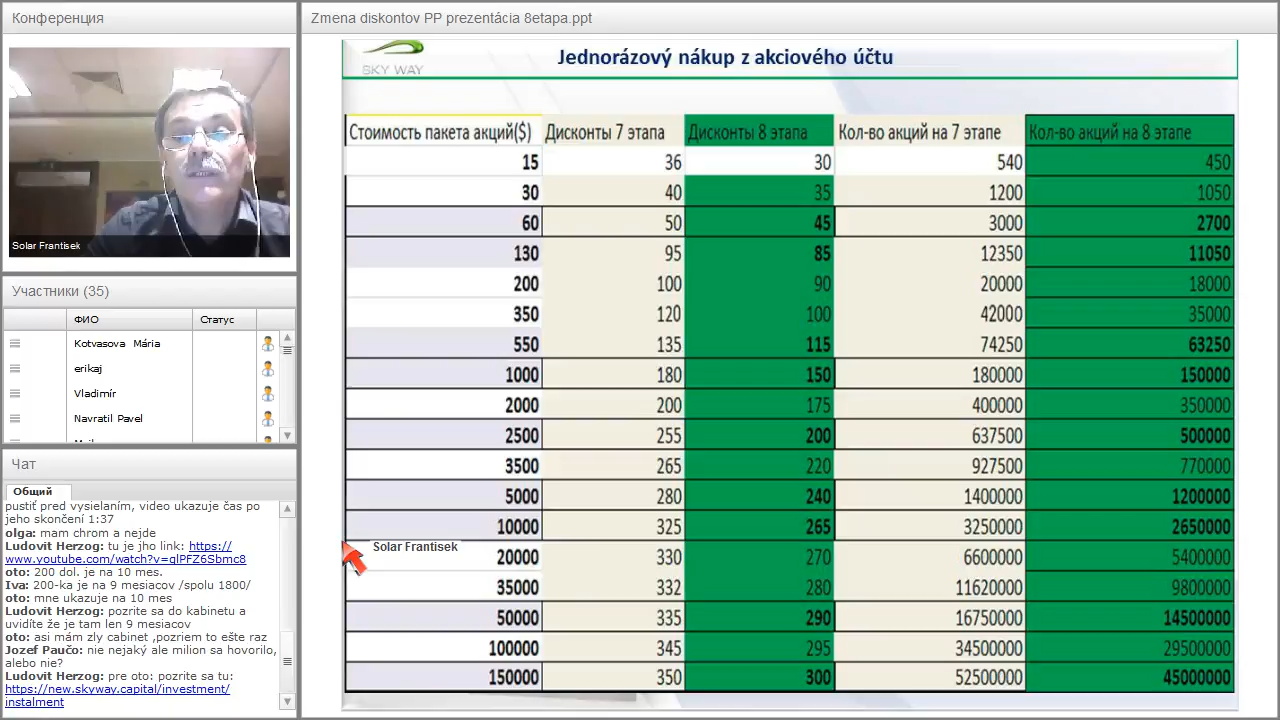 Конференция
Solar Frantisek
Участники (35)
ФИО Статус
Kotvasova Mária
erikaj
Vladimír
Navratil Pavel
Чат
Общий
pustiť pred vysielaním, video ukazuje čas po
jeho skončení 1:37
olga: mam chrom a nejde
Ludovit Herzog: tu je jho link: https://
www.youtube.com/watch?v=qlPFZ6Sbmc8
oto: 200 dol. je na 10 mes.
Iva: 200-ka je na 9 mesiacov /spolu 1800/
oto: mne ukazuje na 10 mes
Ludovit Herzog: pozrite sa do kabinetu a
uvidíte že je tam len 9 mesiacov
oto: asi mám zly cabinet ,pozriem to ešte raz
Jozef Paučo: nie nejaký ale milion sa hovorilo,
alebo nie?
Ludovit Herzog: pre oto: pozrite sa tu:
https://new.skyway.capital/investment/
instalment
Zmena diskontov PP prezentácia 8etapa.ppt
SKY WAY
Jednorázový nákup z akciového účtu
Стоимость пакета акций($) Дисконты 7 этапа Дисконты 8 этапа Кол-во акций на 7 этапе Кол-во акций на 8 этапе
15 36 30 540 450
30 40 35 1200 1050
60 50 45 3000 2700
130 95 85 12350 11050
200 100 90 20000 18000
350 120 100 42000 35000
550 135 115 74250 63250
1000 180 150 180000 150000
2000 200 175 400000 350000
2500 255 200 637500 500000
3500 265 220 927500 770000
5000 280 240 1400000 1200000
10000 325 265 3250000 2650000
Solar Frantisek
20000 330 270 6600000 5400000
35000 332 280 11620000 9800000
50000 335 290 16750000 14500000
100000 345 295 34500000 29500000
150000 350 300 52500000 45000000